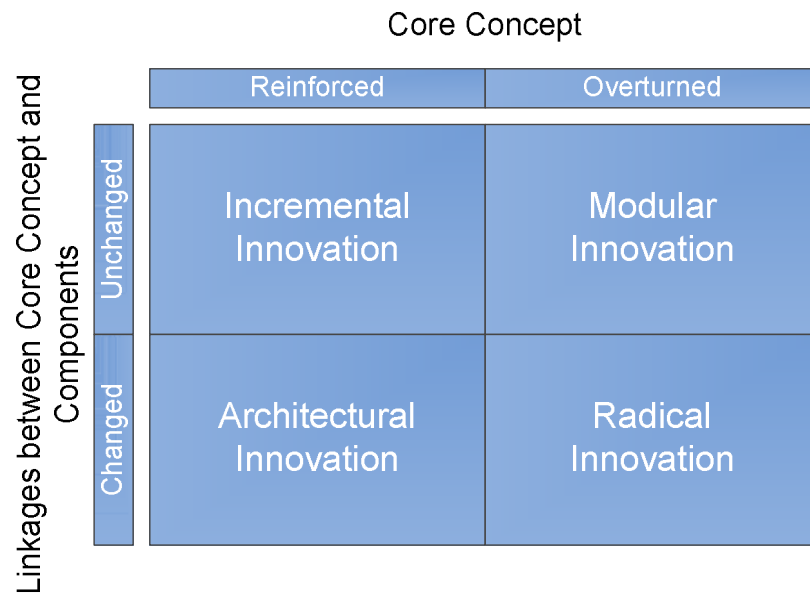 Core Concept
Reinforced
Overturned
Linkages between Core Concept and
Components
Unchanged
Incremental
Innovation
Modular
Innovation
Changed
Architectural
Innovation
Radical
Innovation